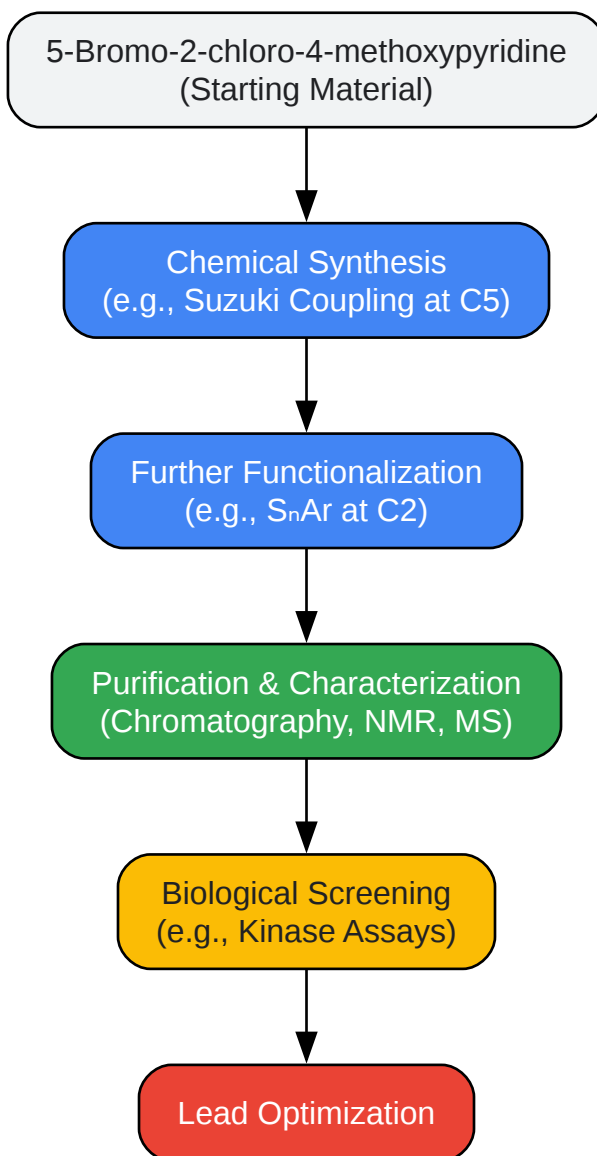 5-Bromo-2-chloro-4-methoxypyridine
(Starting Material)
Chemical Synthesis
(e.g., Suzuki Coupling at C5)
Further Functionalization
(e.g., SₙAr at C2)
Purification & Characterization
(Chromatography, NMR, MS)
Biological Screening
(e.g., Kinase Assays)
Lead Optimization